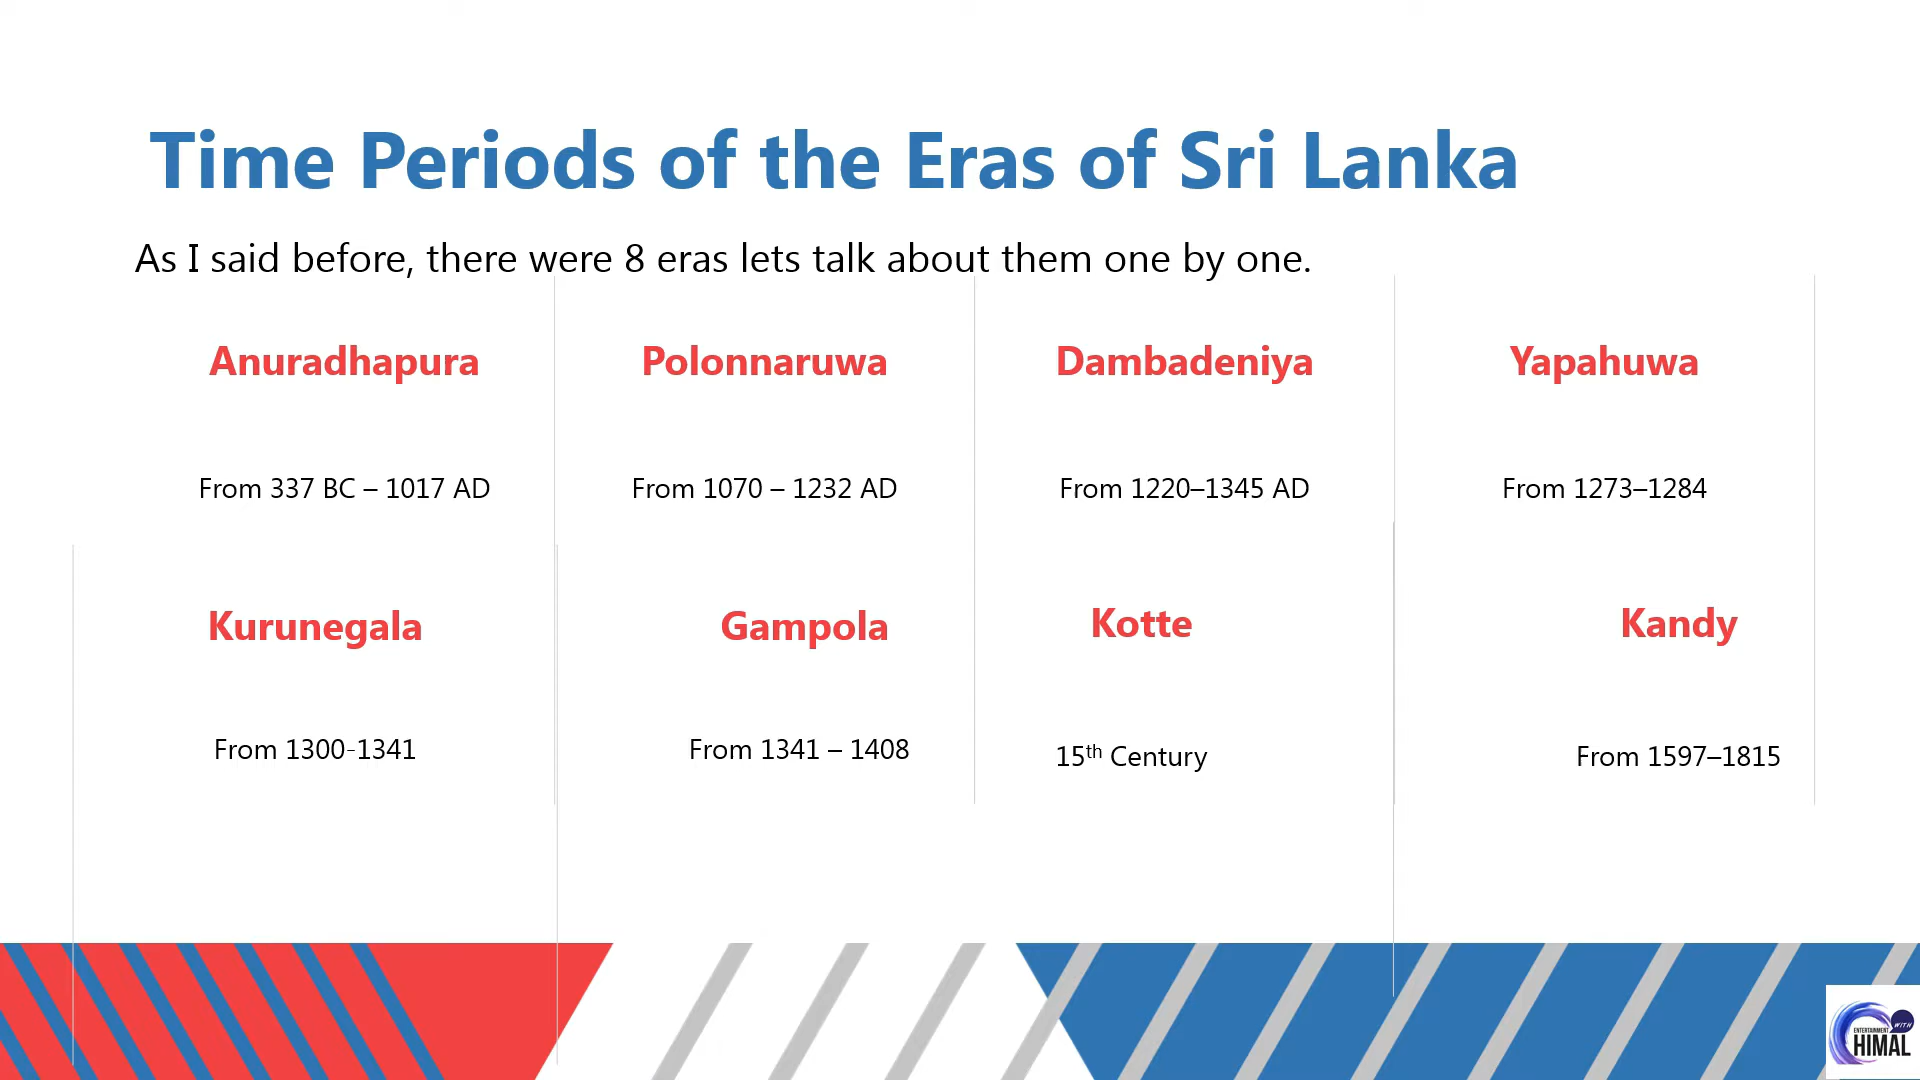 Time Periods of the Eras of Sri Lanka
As I said before, there were 8 eras lets talk about them one by one.
Anuradhapura
Polonnaruwa
Dambadeniya
Yapahuwa
From 337 BC – 1017 AD
From 1070 – 1232 AD
From 1220–1345 AD
From 1273–1284
Kurunegala
Gampola
Kotte
Kandy
From 1300-1341
From 1341 – 1408
15th Century
From 1597–1815
ENTERTAINMENT WITH
HIMAL